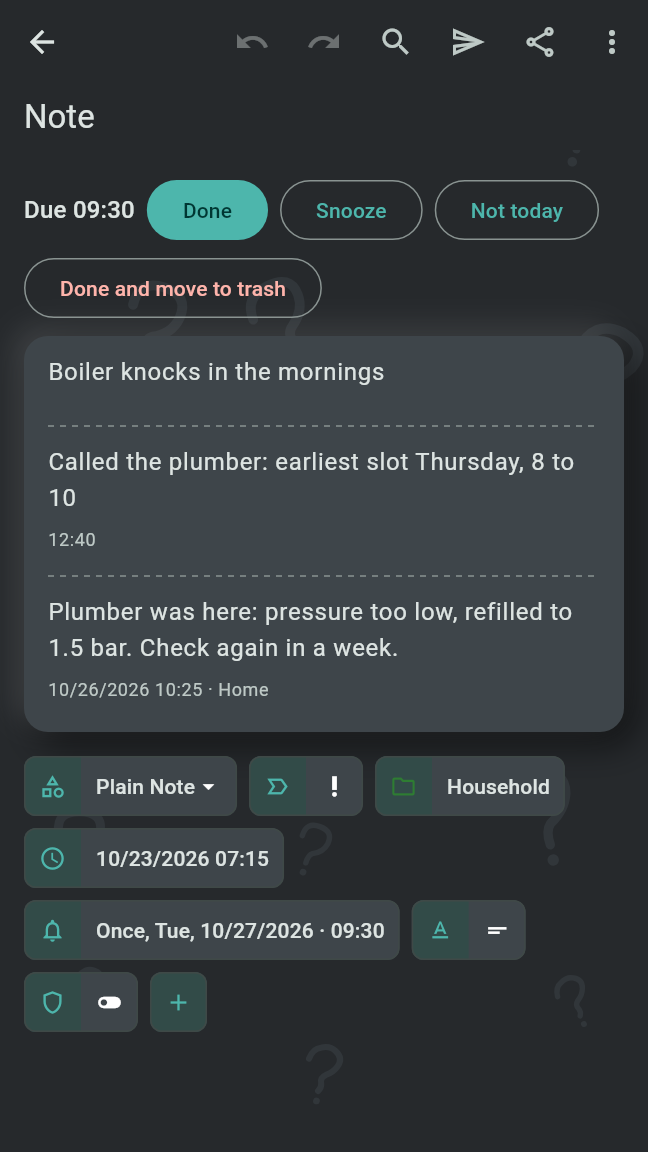 Note
Due 09:30
Done
Snooze
Not today
Done and move to trash
Boiler knocks in the mornings
Called the plumber: earliest slot Thursday, 8 to
10
12:40
Plumber was here: pressure too low, refilled to
1.5 bar. Check again in a week.
10/26/2026 10:25 · Home
Plain Note
Household
10/23/2026 07:15
Once, Tue, 10/27/2026 · 09:30